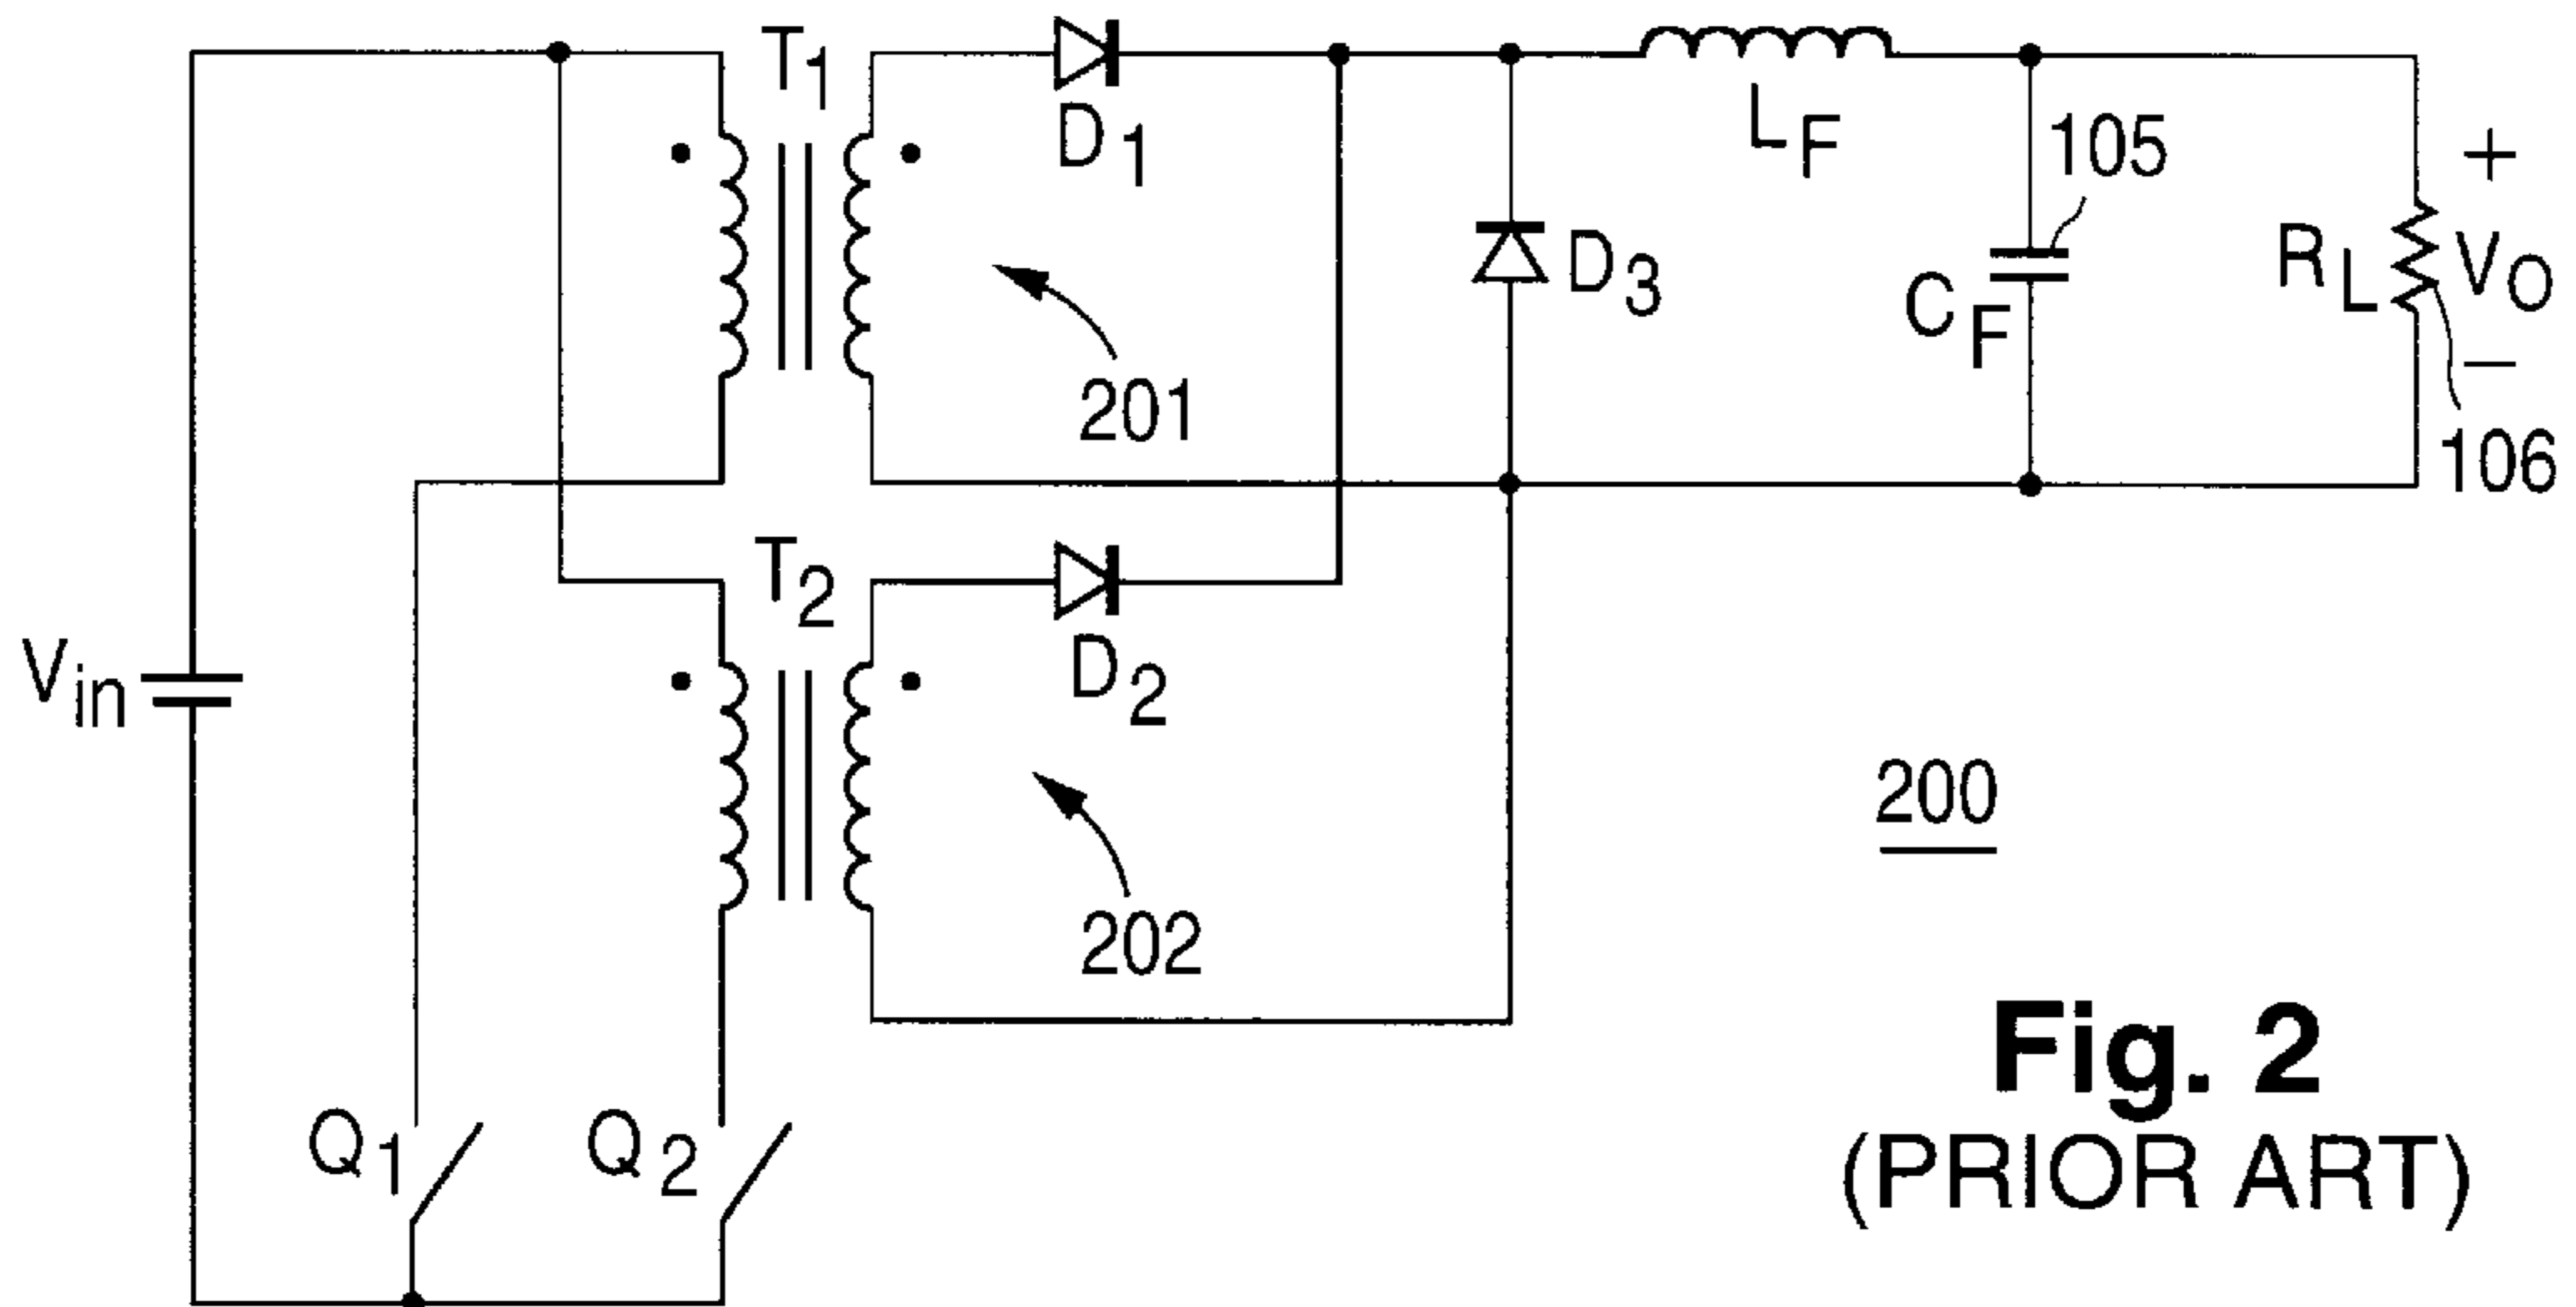 T1
D1
LF
105
+
D3
CF
RL
VO
−
201
106
T2
Vin
D2
200
202
Fig. 2
Q1
Q2
(PRIOR ART)